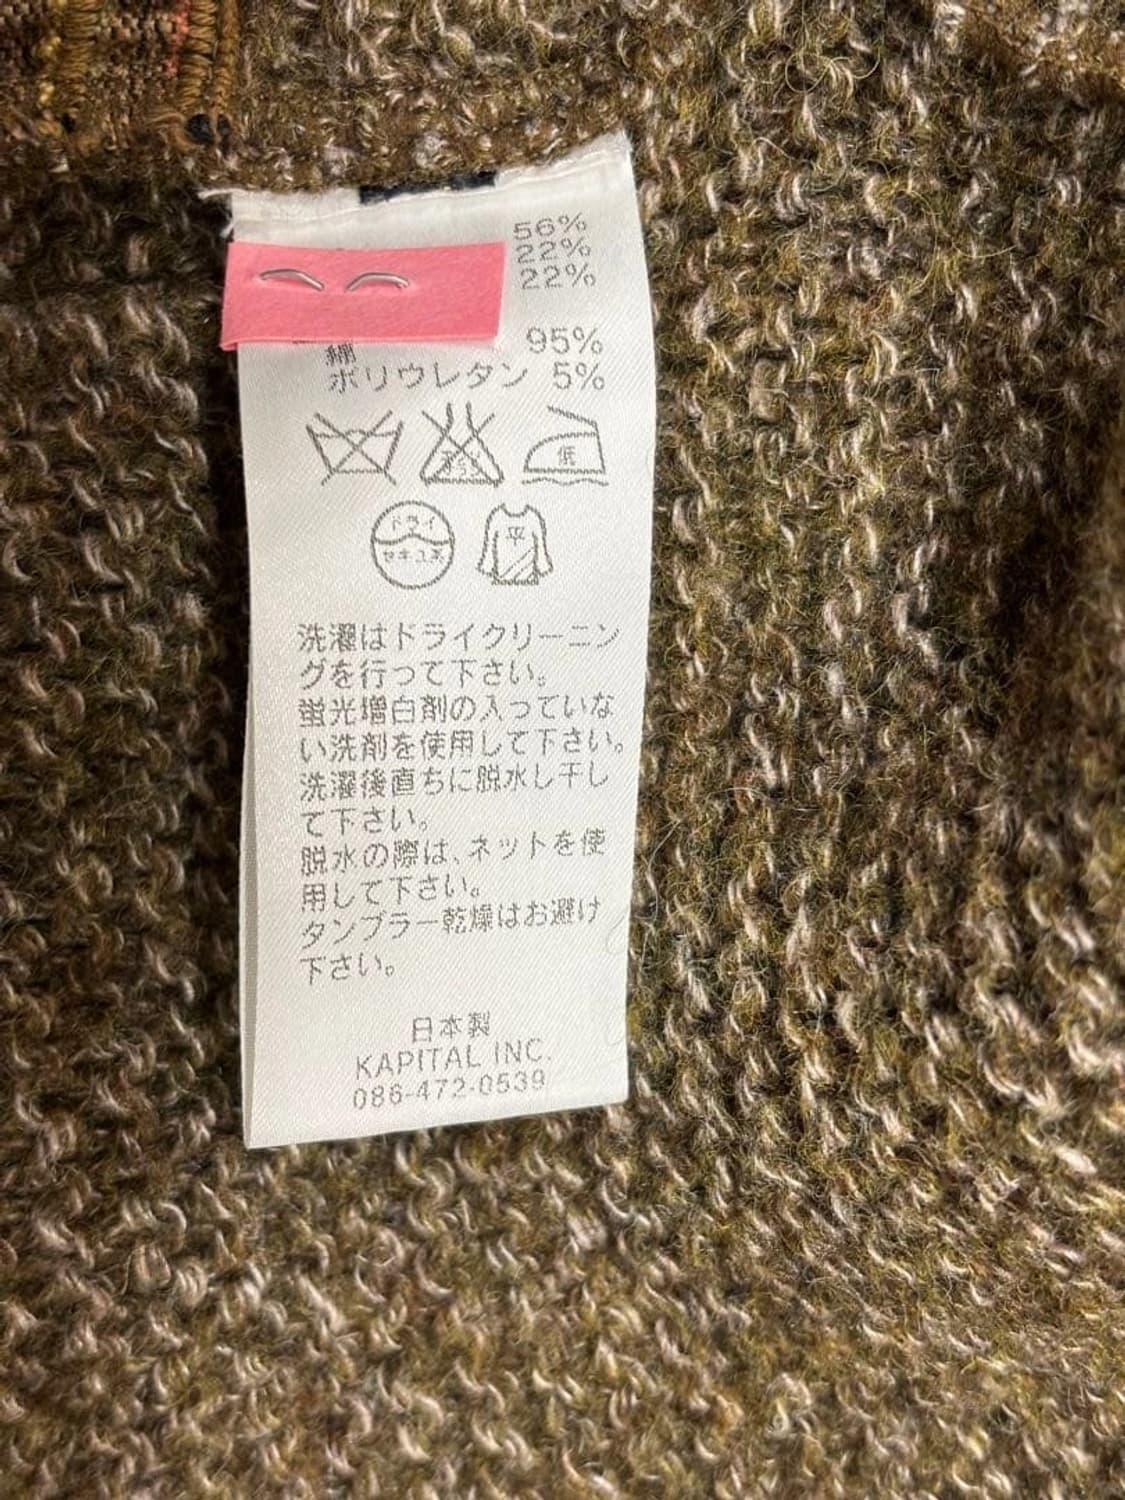 56%
22%
22%
綿 95%
ポリウレタン 5%
エンソ
サラシ
低
ドライ
セキユ系
平
洗濯はドライクリーニン
グを行って下さい。
蛍光増白剤の入っていな
い洗剤を使用して下さい。
洗濯後直ちに脱水し干し
て下さい。
脱水の際は、ネットを使
用して下さい。
タンブラー乾燥はお避け
下さい。
日本製
KAPITAL INC.
086-472-0539